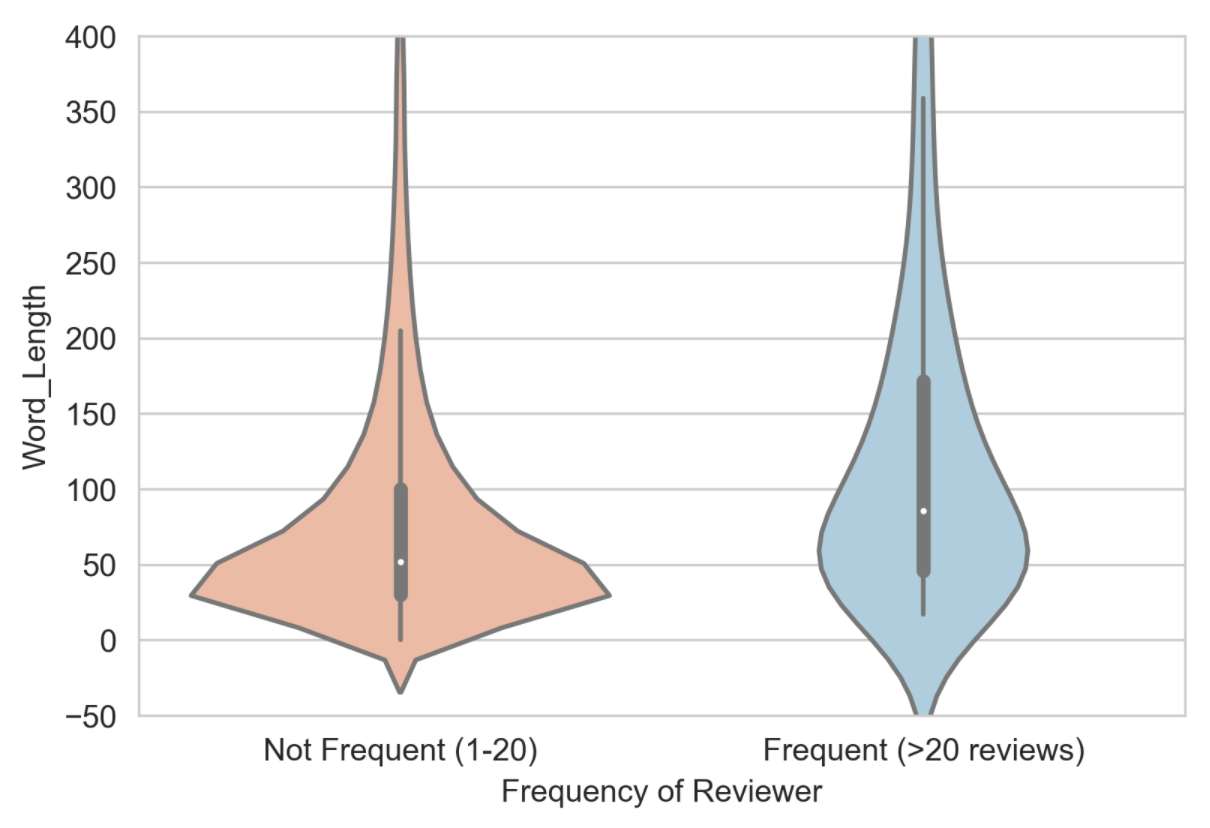 400
350
300
250
200
150
100
50
0
−50
Word_Length
Not Frequent (1-20)
Frequent (>20 reviews)
Frequency of Reviewer